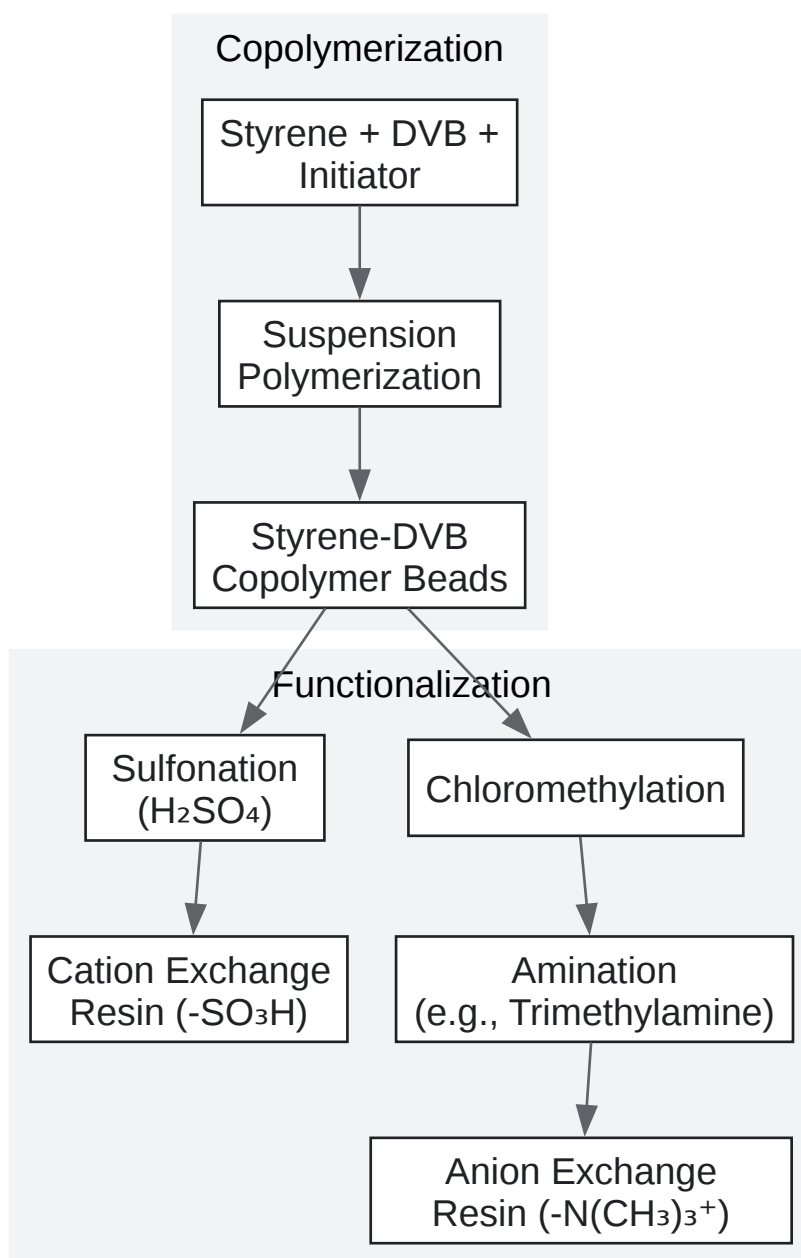 Copolymerization
Styrene + DVB +
Initiator
Suspension
Polymerization
Styrene-DVB
Copolymer Beads
Functionalization
Sulfonation
(H₂SO₄)
Chloromethylation
Cation Exchange
Resin (-SO₃H)
Amination
(e.g., Trimethylamine)
Anion Exchange
Resin (-N(CH₃)₃⁺)